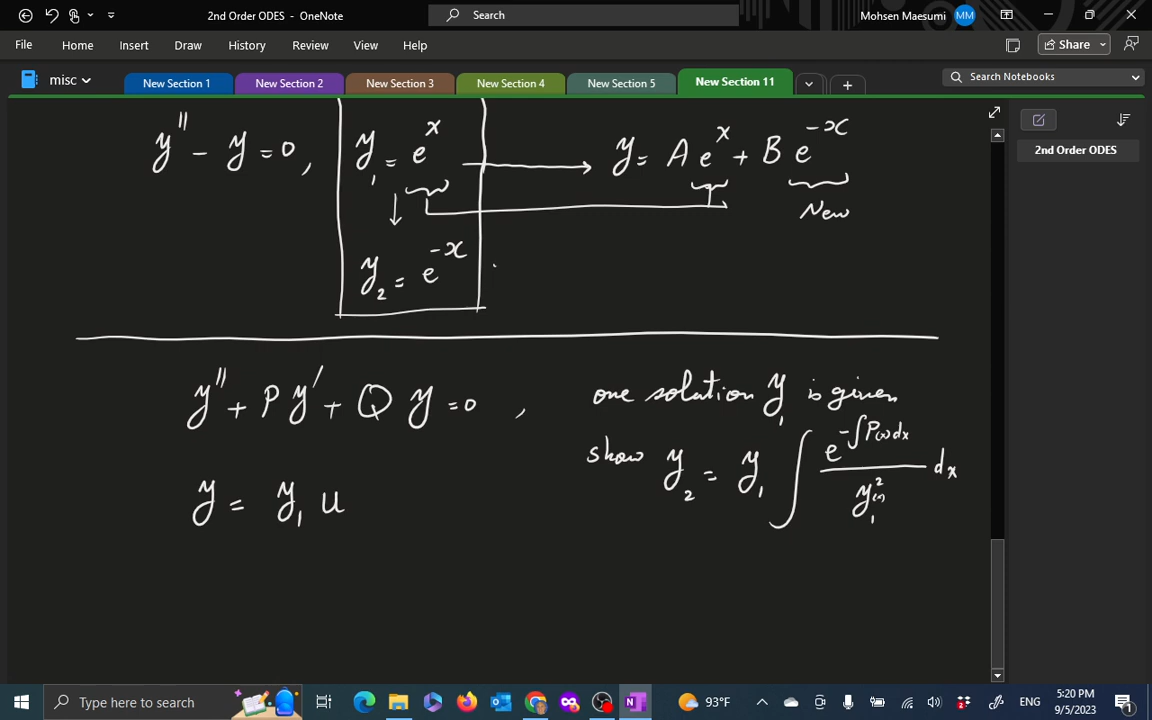 2nd Order ODES - OneNote
Search
Mohsen Maesumi
MM
File Home Insert Draw History Review View Help
Share
misc
New Section 1
New Section 2
New Section 3
New Section 4
New Section 5
New Section 11
Search Notebooks
2nd Order ODES
y'' - y = 0, y₁ = e^x → y = A e^x + B e^-x
New
↓
y₂ = e^-x
y'' + P y' + Q y = 0 , one solution y₁ is given
show y₂ = y₁ ∫ e^(-∫P(x)dx) / y₁²(x) dx
y = y₁ u
Type here to search
93°F
ENG
5:20 PM
9/5/2023
1